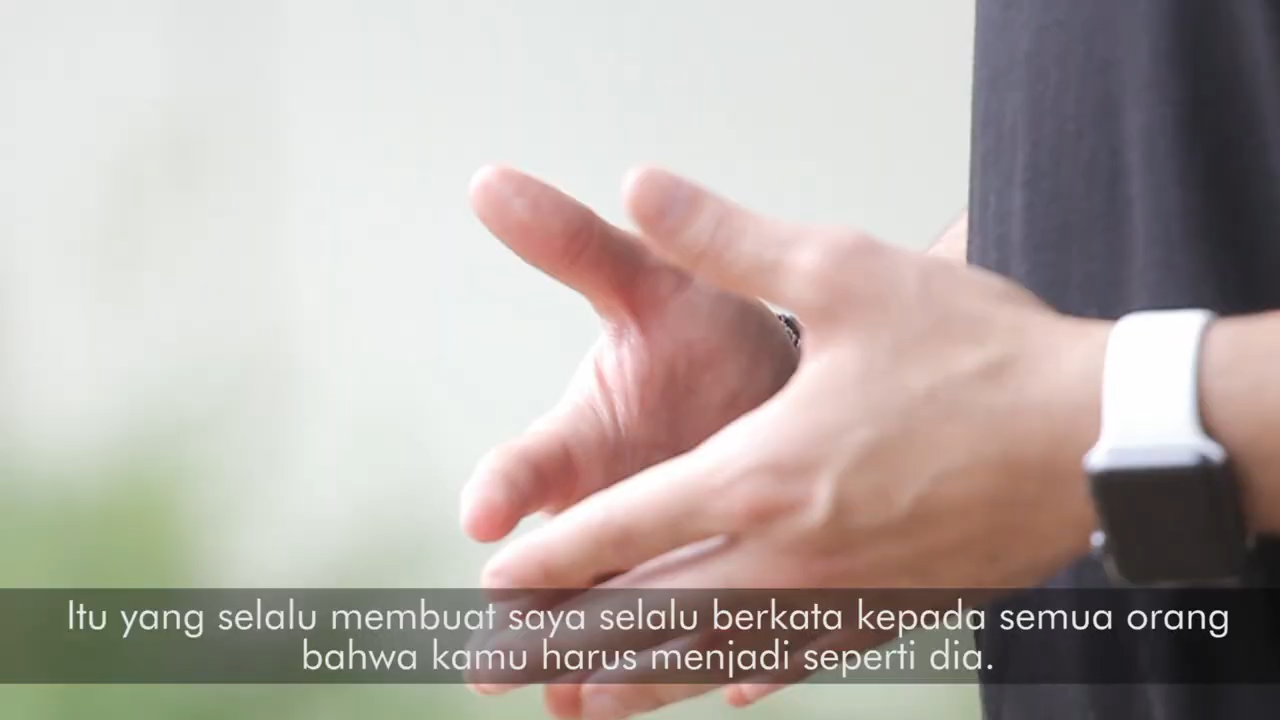 Itu yang selalu membuat saya selalu berkata kepada semua orang
bahwa kamu harus menjadi seperti dia.